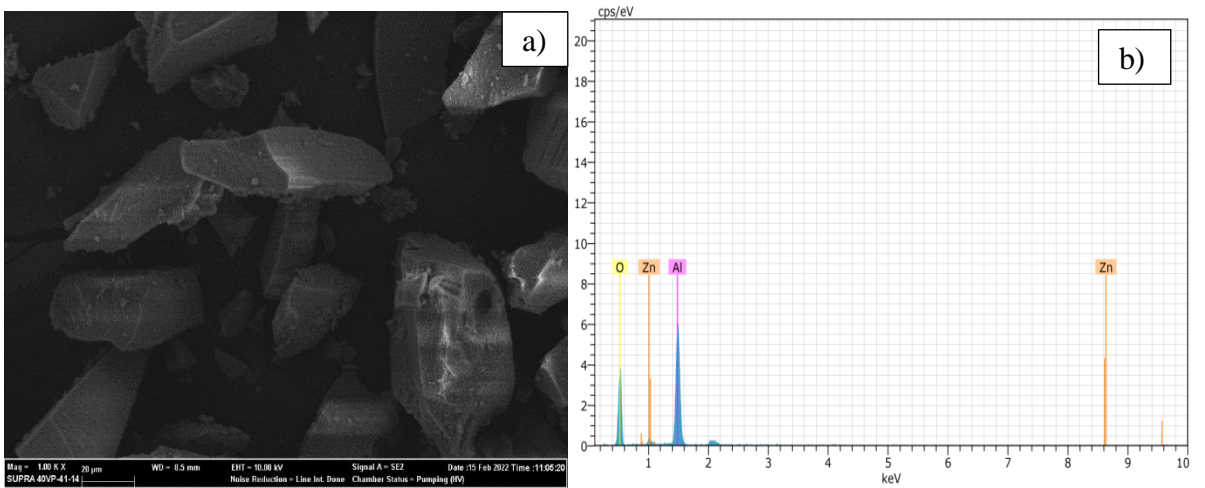 a)
Mag = 1.00 K X
20 µm
WD = 8.5 mm
EHT = 10.00 kV
Signal A = SE2
Date :15 Feb 2022 Time :11:05:20
SUPRA 40VP-41-14
Noise Reduction = Line Int. Done
Chamber Status = Pumping (HV)
cps/eV
b)
20
18
16
14
12
10
8
6
4
2
0
O
Zn
Al
Zn
1
2
3
4
5
6
7
8
9
10
keV